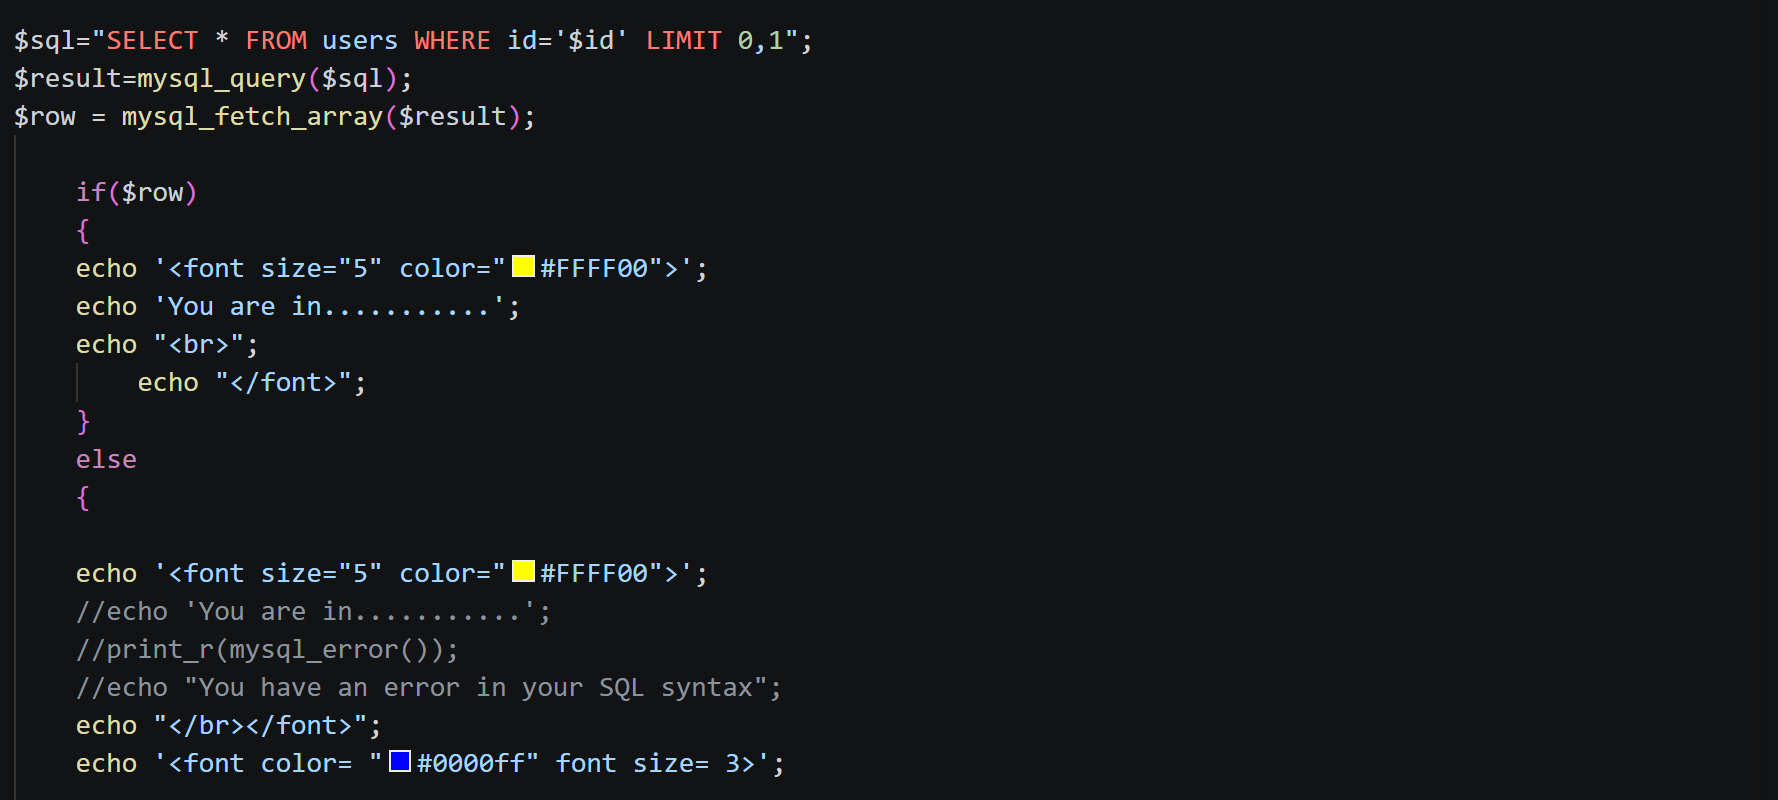 $sql="SELECT * FROM users WHERE id='$id' LIMIT 0,1";
$result=mysql_query($sql);
$row = mysql_fetch_array($result);
if($row)
{
echo '<font size="5" color="#FFFF00">';
echo 'You are in...........';
echo "<br>";
echo "</font>";
}
else
{
echo '<font size="5" color="#FFFF00">';
//echo 'You are in...........';
//print_r(mysql_error());
//echo "You have an error in your SQL syntax";
echo "</br></font>";
echo '<font color= "#0000ff" font size= 3>';